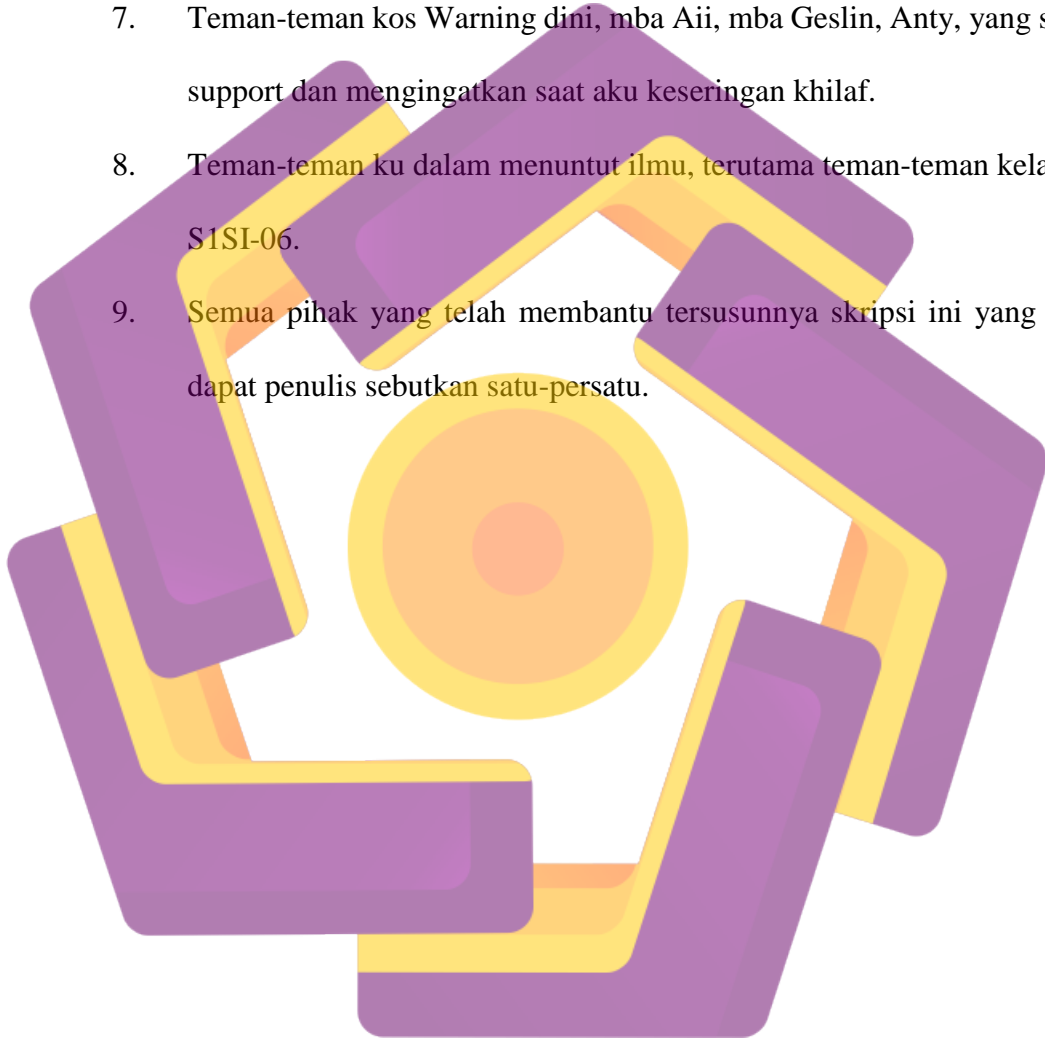 7. Teman-teman kos Warning dini, mba Aii, mba Geslin, Anty, yang
support dan mengingatkan saat aku keseringan khilaf.
8. Teman-teman ku dalam menuntut ilmu, terutama teman-teman
S1SI-06.
9. Semua pihak yang telah membantu tersusunnya skripsi ini yang
dapat penulis sebutkan satu-persatu.